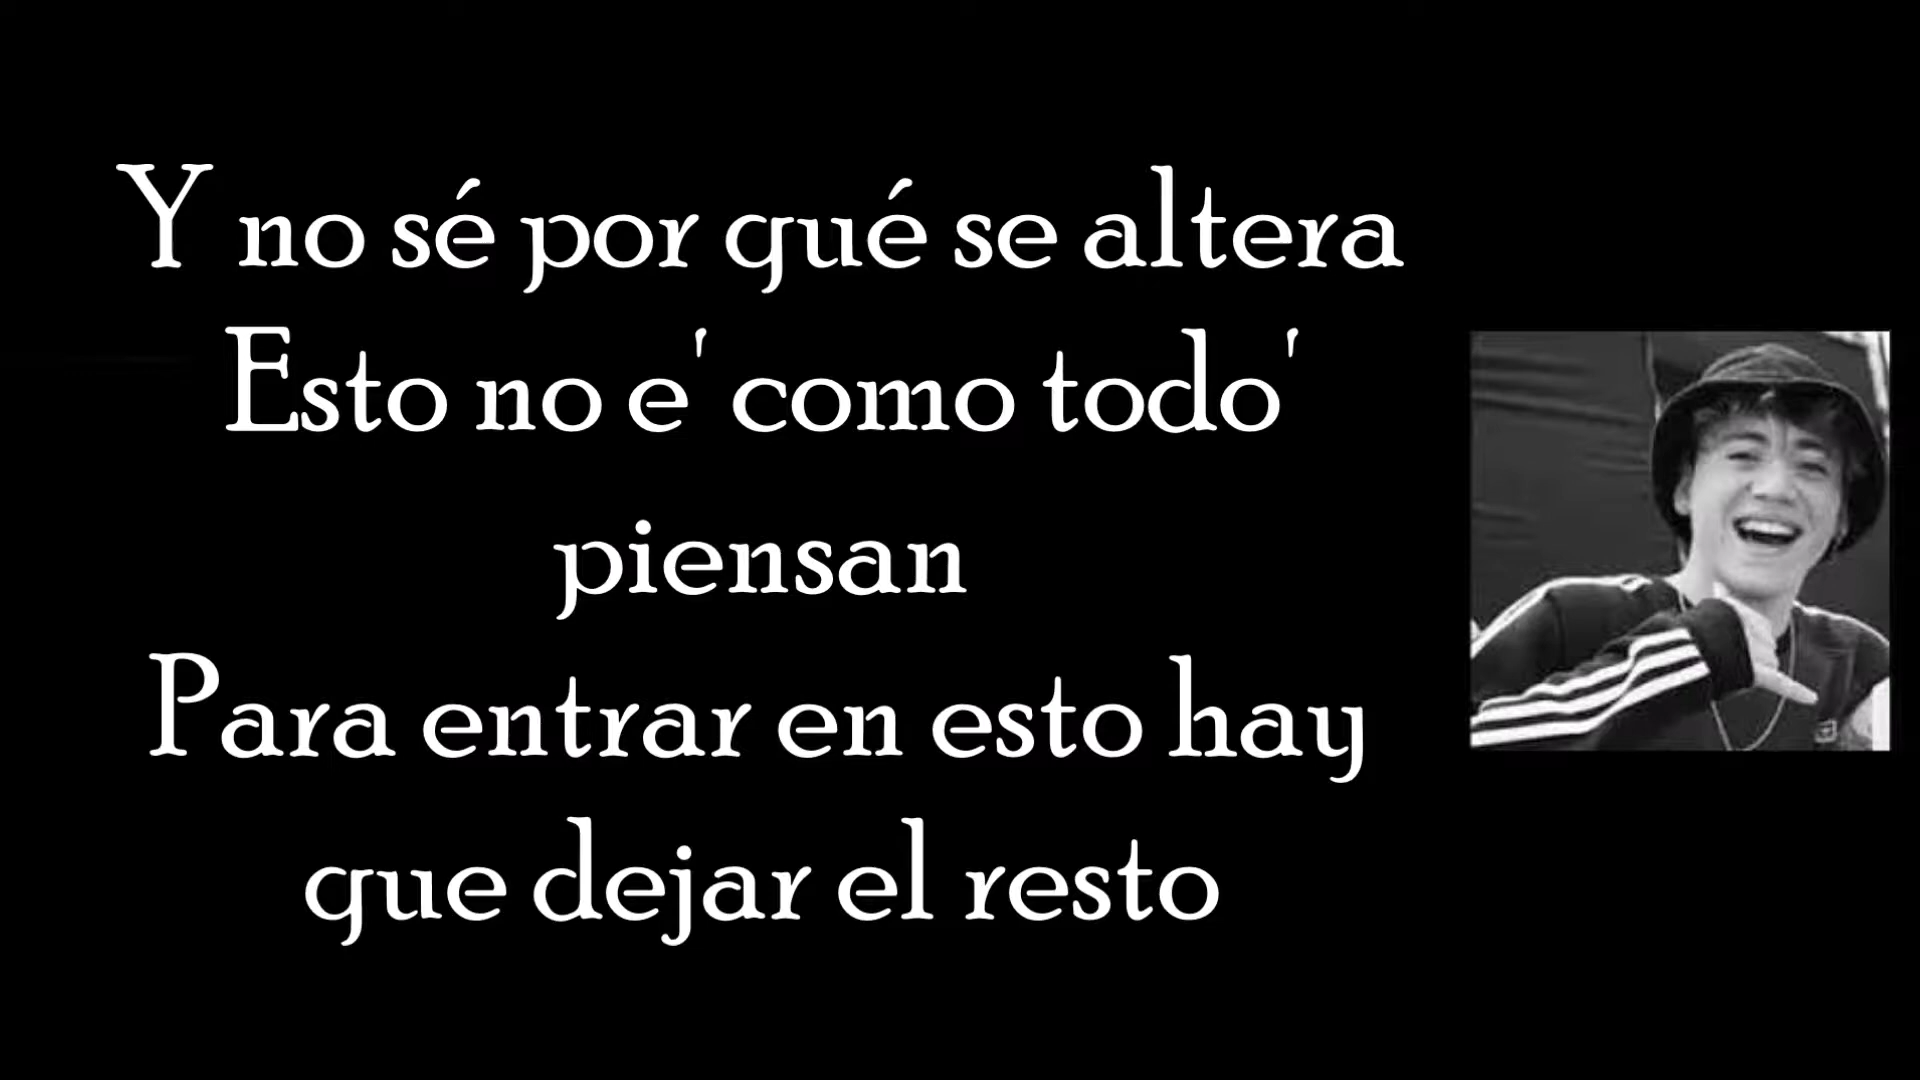 Y no sé por qué se altera
Esto no e' como todo'
piensan
Para entrar en esto hay
que dejar el resto